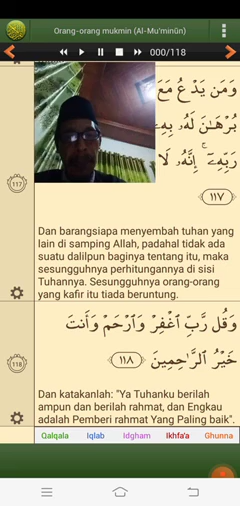 Orang-orang mukmin (Al-Mu'minūn)
000/118
وَمَن يَدْعُ مَعَ
بُرْهَـٰنَ لَهُۥ بِهِۦ
رَبِّهِۦٓ ۚ إِنَّهُۥ لَا
١١٧
117
Dan barangsiapa menyembah tuhan yang
lain di samping Allah, padahal tidak ada
suatu dalilpun baginya tentang itu, maka
sesungguhnya perhitungannya di sisi
Tuhannya. Sesungguhnya orang-orang
yang kafir itu tiada beruntung.
وَقُل رَّبِّ ٱغْفِرْ وَٱرْحَمْ وَأَنتَ
خَيْرُ ٱلرَّٰحِمِينَ ١١٨
118
Dan katakanlah: "Ya Tuhanku berilah
ampun dan berilah rahmat, dan Engkau
adalah Pemberi rahmat Yang Paling baik".
Qalqala Iqlab Idgham Ikhfa'a Ghunna